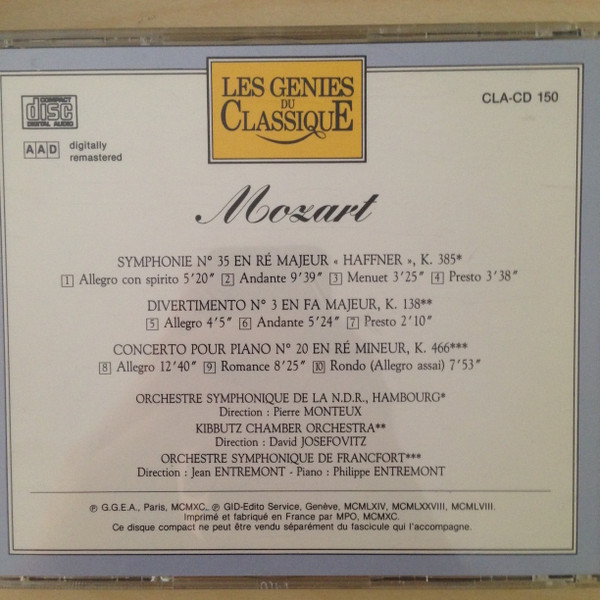 LES GENIES
DU
CLASSIQUE
COMPACT
disc
DIGITAL AUDIO
CLA-CD 150
AAD digitally
remastered
Mozart
SYMPHONIE N° 35 EN RÉ MAJEUR « HAFFNER », K. 385*
1 Allegro con spirito 5'20" 2 Andante 9'39" 3 Menuet 3'25" 4 Presto 3'38"
DIVERTIMENTO N° 3 EN FA MAJEUR, K. 138**
5 Allegro 4'5" 6 Andante 5'24" 7 Presto 2'10"
CONCERTO POUR PIANO N° 20 EN RÉ MINEUR, K. 466***
8 Allegro 12'40" 9 Romance 8'25" 10 Rondo (Allegro assai) 7'53"
ORCHESTRE SYMPHONIQUE DE LA N.D.R., HAMBOURG*
Direction : Pierre MONTEUX
KIBBUTZ CHAMBER ORCHESTRA**
Direction : David JOSEFOVITZ
ORCHESTRE SYMPHONIQUE DE FRANCFORT***
Direction : Jean ENTREMONT - Piano : Philippe ENTREMONT
℗ G.G.E.A., Paris, MCMXC, ℗ GID-Edito Service, Genève, MCMLXIV, MCMLXXVIII, MCMLVIII.
Imprimé et fabriqué en France par MPO, MCMXC.
Ce disque compact ne peut être vendu séparément du fascicule qui l'accompagne.